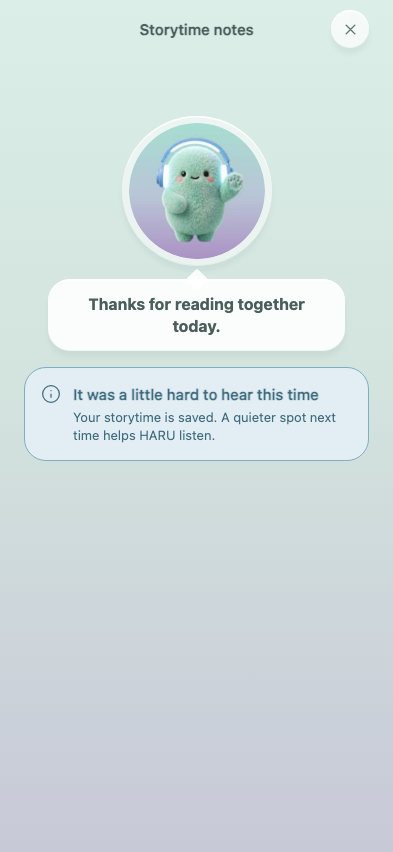 Storytime notes
Thanks for reading together
today.
It was a little hard to hear this time
Your storytime is saved. A quieter spot next
time helps HARU listen.